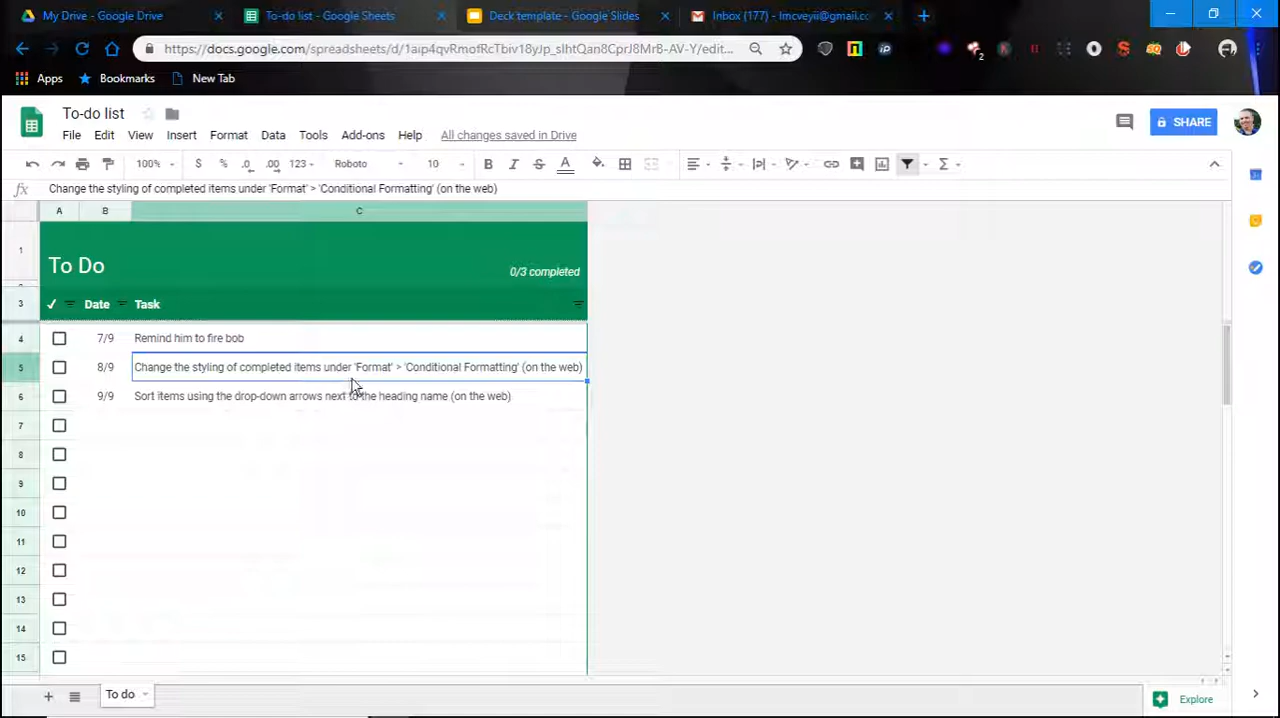 My Drive - Google Drive
To-do list - Google Sheets
Deck template - Google Slides
Inbox (177) - lmcveyii@gmail.co
Apps
Bookmarks
New Tab
2
To-do list
File Edit View Insert Format Data Tools Add-ons Help All changes saved in Drive
SHARE
100% $ % .0 .00 123 Roboto 10 B I S A Σ
fx Change the styling of completed items under 'Format' > 'Conditional Formatting' (on the web)
A B C
1 To Do 0/3 completed
3 ✓ Date Task
4 7/9 Remind him to fire bob
5 8/9 Change the styling of completed items under 'Format' > 'Conditional Formatting' (on the web)
6 9/9 Sort items using the drop-down arrows next to the heading name (on the web)
7
8
9
10
11
12
13
14
15
To do
Explore